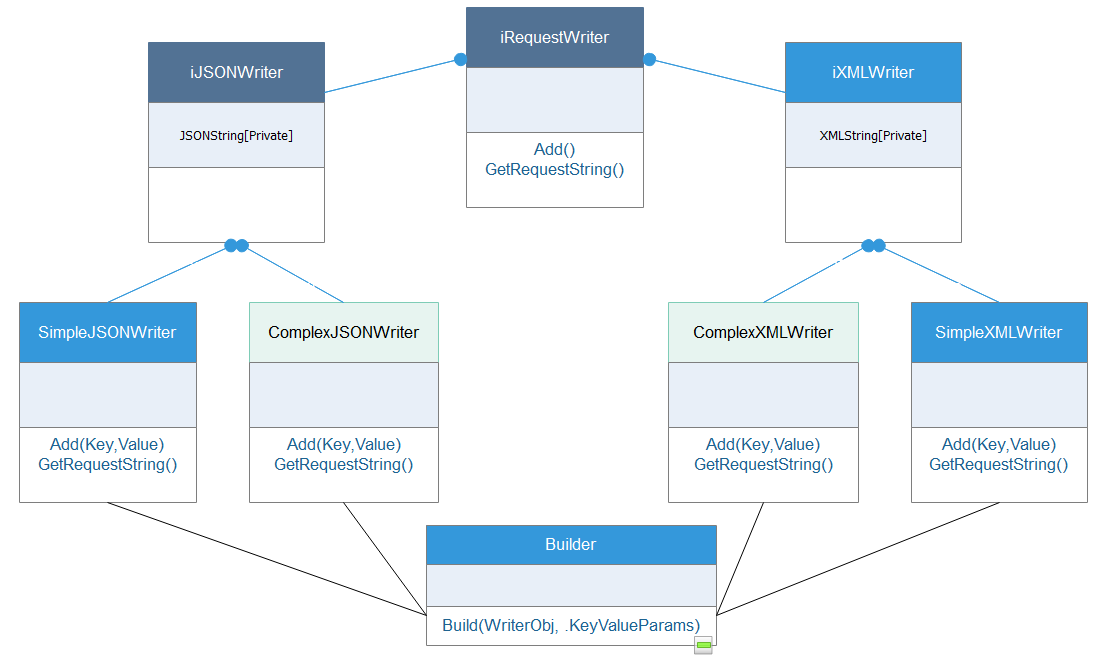 iRequestWriter
Add()
GetRequestString()
iJSONWriter
JSONString[Private]
iXMLWriter
XMLString[Private]
SimpleJSONWriter
Add(Key,Value)
GetRequestString()
ComplexJSONWriter
Add(Key,Value)
GetRequestString()
ComplexXMLWriter
Add(Key,Value)
GetRequestString()
SimpleXMLWriter
Add(Key,Value)
GetRequestString()
Builder
Build(WriterObj, .KeyValueParams)